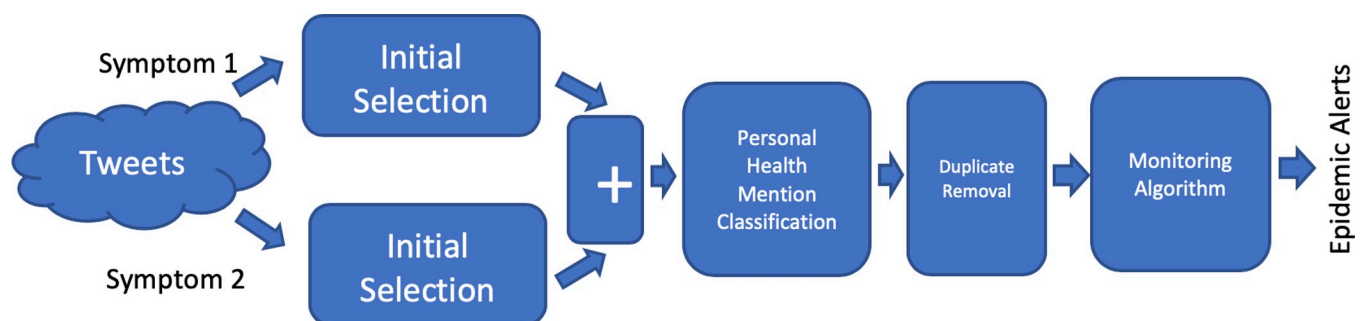 Symptom 1
Initial
Selection
Tweets
Symptom 2
Initial
Selection
+
Personal
Health
Mention
Classification
Duplicate
Removal
Monitoring
Algorithm
Epidemic Alerts